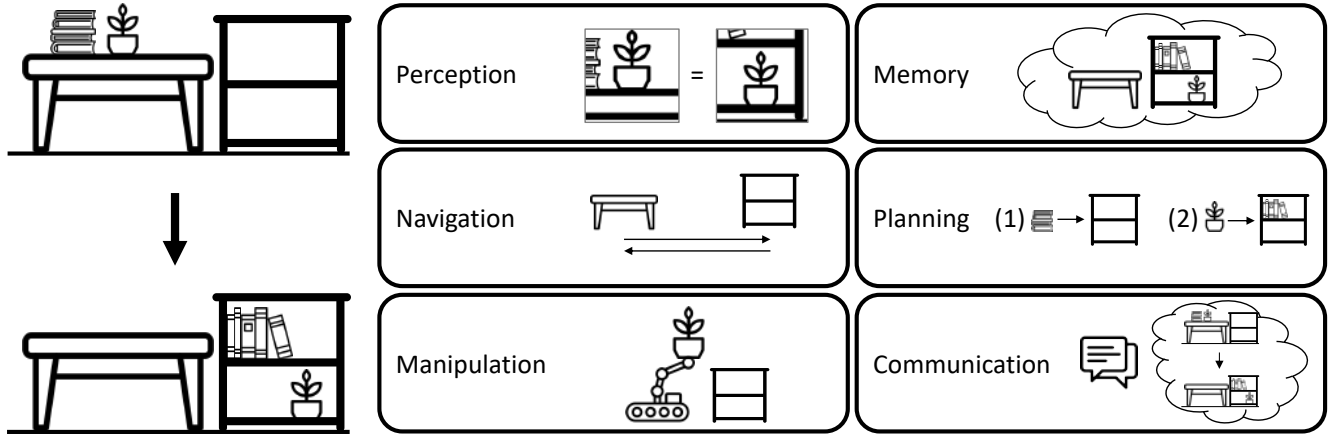 Perception
=
Memory
Navigation
Planning (1) (2)
Manipulation
Communication